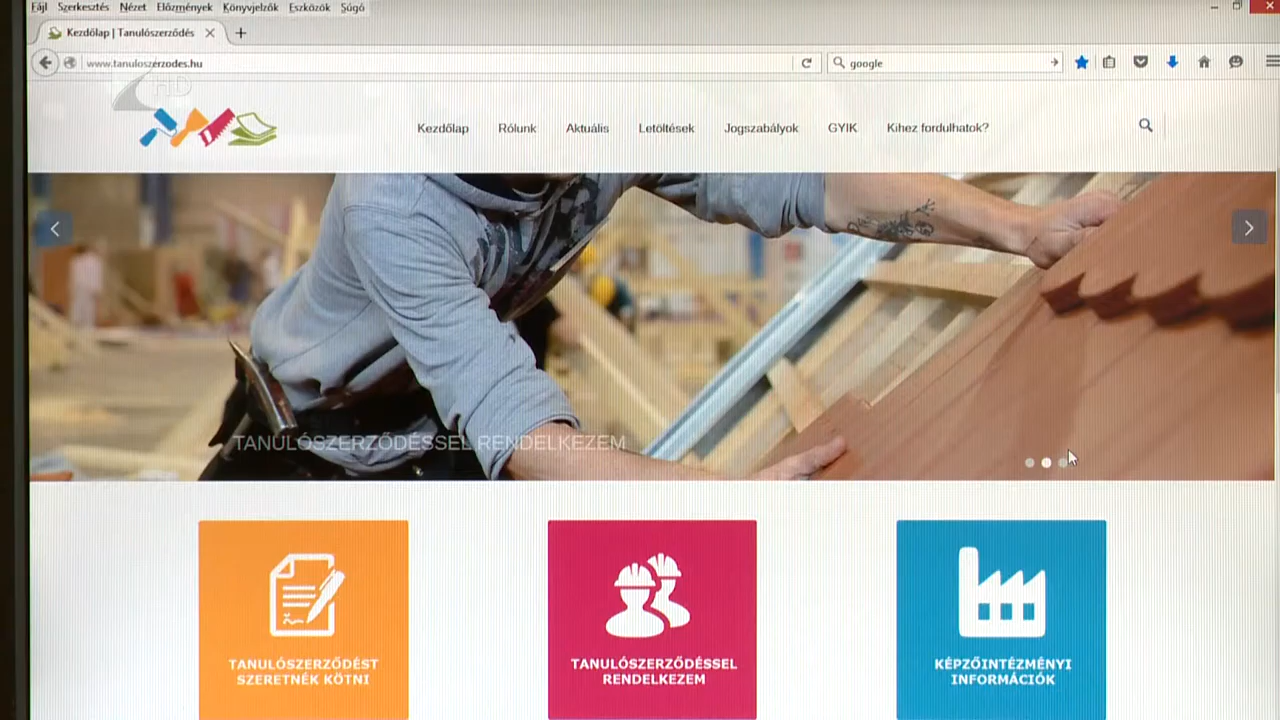 Fájl Szerkesztés Nézet Előzmények Könyvjelzők Eszközök Súgó
Kezdőlap | Tanulószerződés
www.tanuloszerzodes.hu
google
HD
Kezdőlap Rólunk Aktuális Letöltések Jogszabályok GYIK Kihez fordulhatok?
TANULÓSZERZŐDÉSSEL RENDELKEZEM
TANULÓSZERZŐDÉST
SZERETNÉK KÖTNI
TANULÓSZERZŐDÉSSEL
RENDELKEZEM
KÉPZŐINTÉZMÉNYI
INFORMÁCIÓK